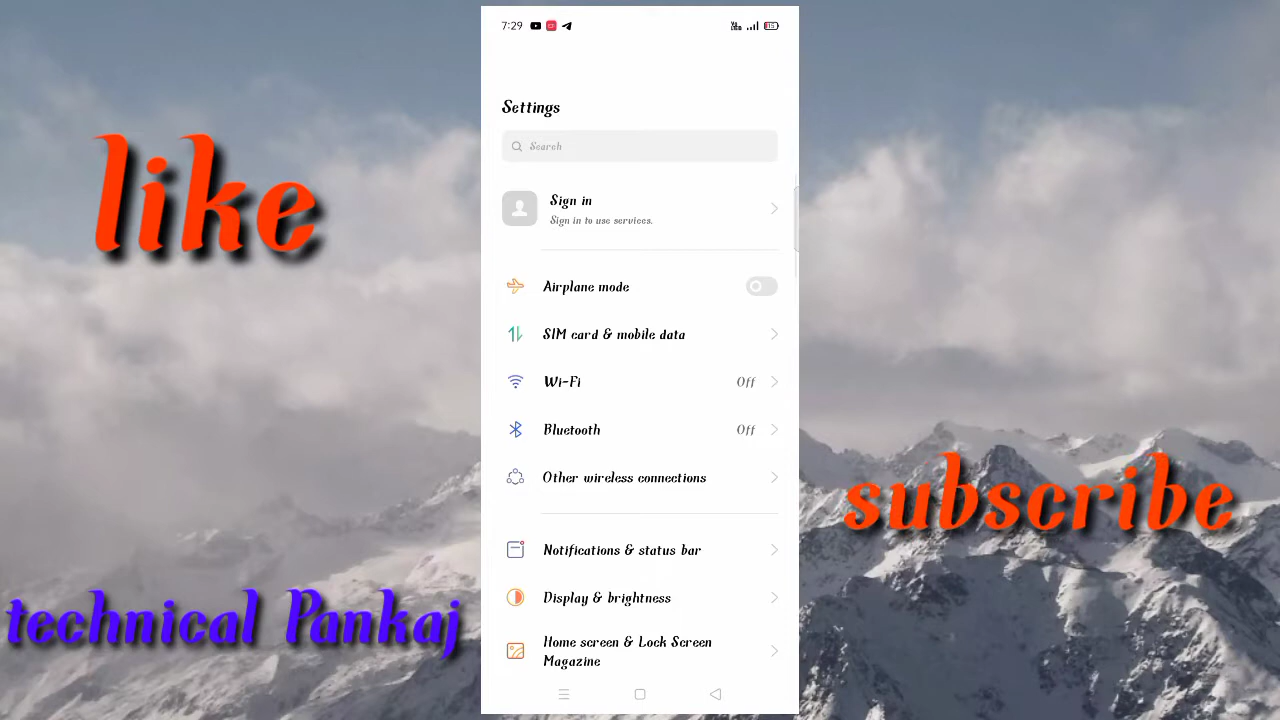 7:29
15
Settings
Search
Sign in
Sign in to use services.
Airplane mode
SIM card & mobile data
Wi-Fi
Off
Bluetooth
Off
Other wireless connections
Notifications & status bar
Display & brightness
Home screen & Lock Screen
Magazine
like
subscribe
technical Pankaj